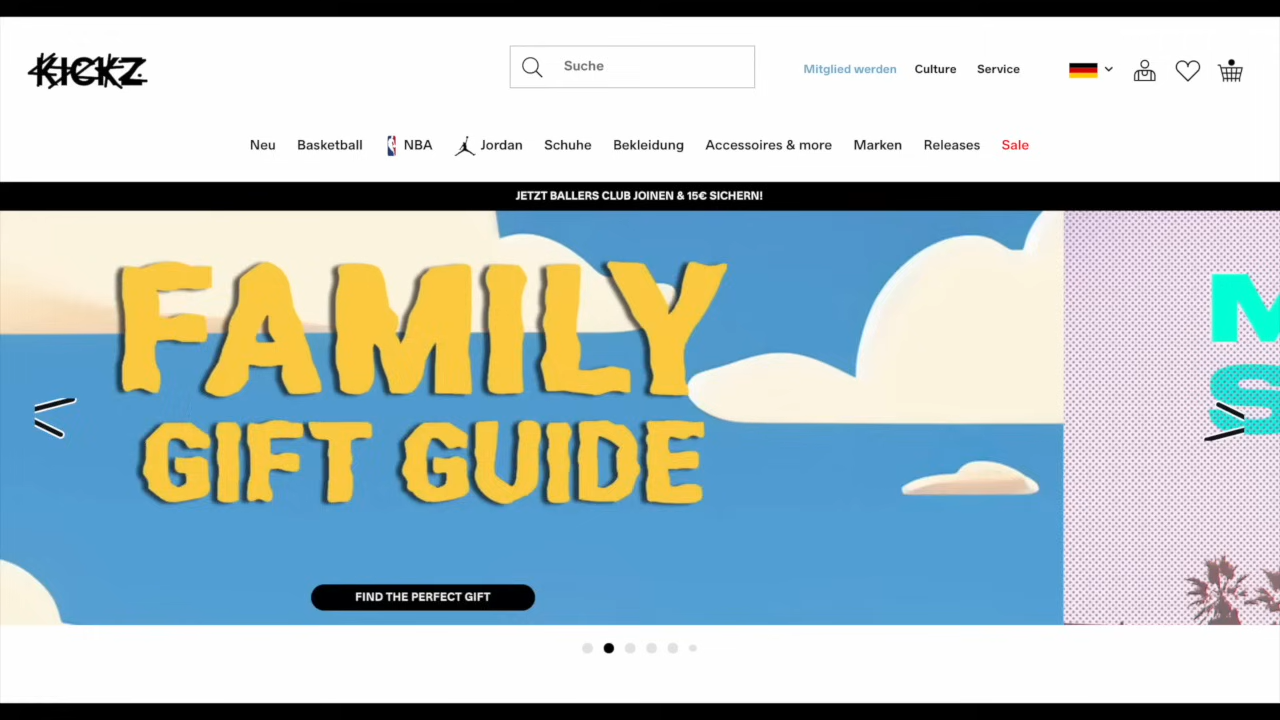 KICKZ
Suche
Mitglied werden Culture Service
Neu Basketball NBA Jordan Schuhe Bekleidung Accessoires & more Marken Releases Sale
JETZT BALLERS CLUB JOINEN & 15€ SICHERN!
FAMILY
GIFT GUIDE
FIND THE PERFECT GIFT
M
S